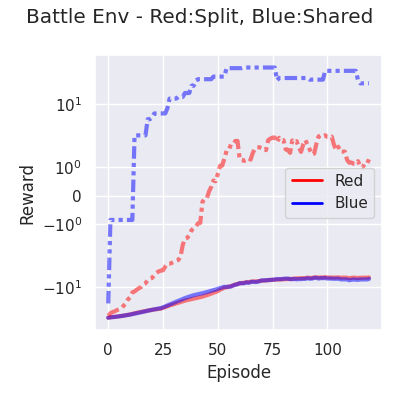 Battle Env - Red:Split, Blue:Shared
Reward
10¹
10⁰
0
−10⁰
−10¹
Red
Blue
0
25
50
75
100
Episode